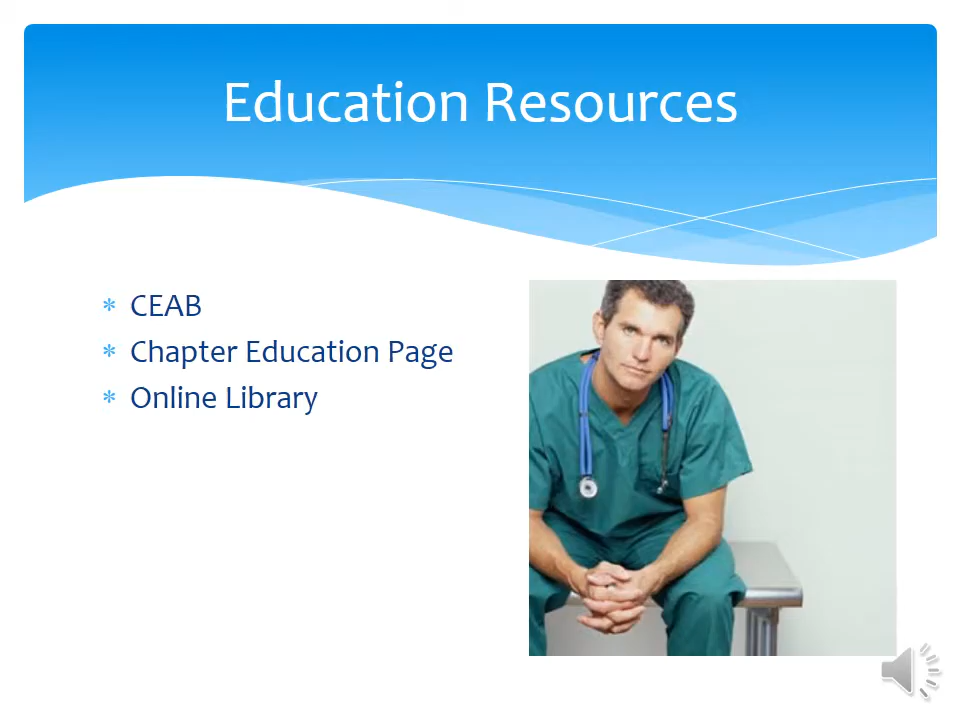 Education Resources
CEAB
Chapter Education Page
Online Library